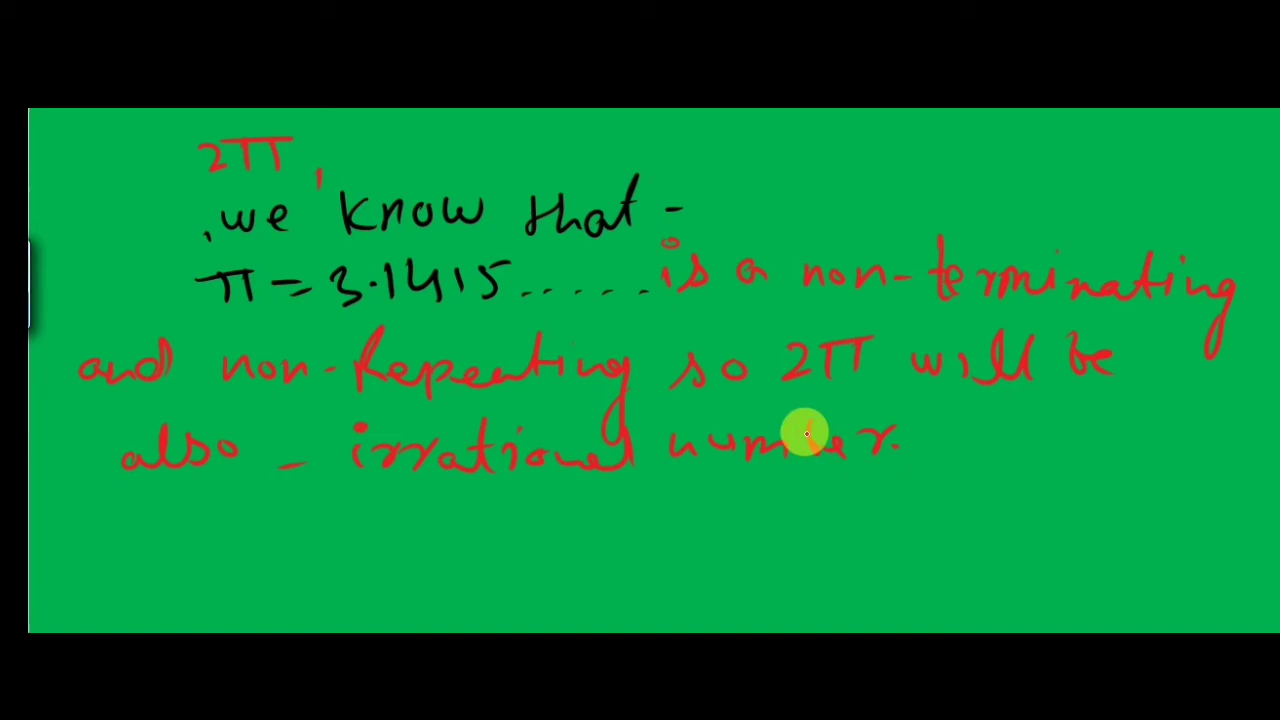 2π,
, we know that -
π = 3.1415...... is a non-terminating
and non-Repeating so 2π will be
also - irrational number.